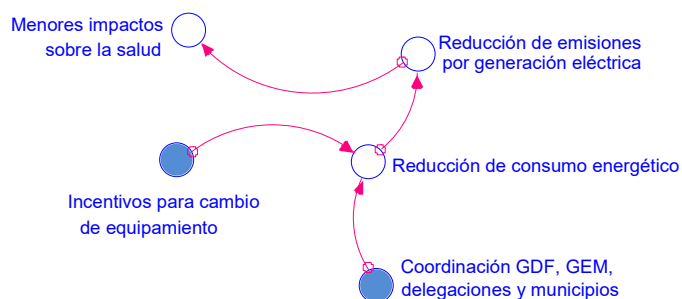 Menores impactos
sobre la salud
Reducción de emisiones
por generación eléctrica
Reducción de consumo energético
Incentivos para cambio
de equipamiento
Coordinación GDF, GEM,
delegaciones y municipios